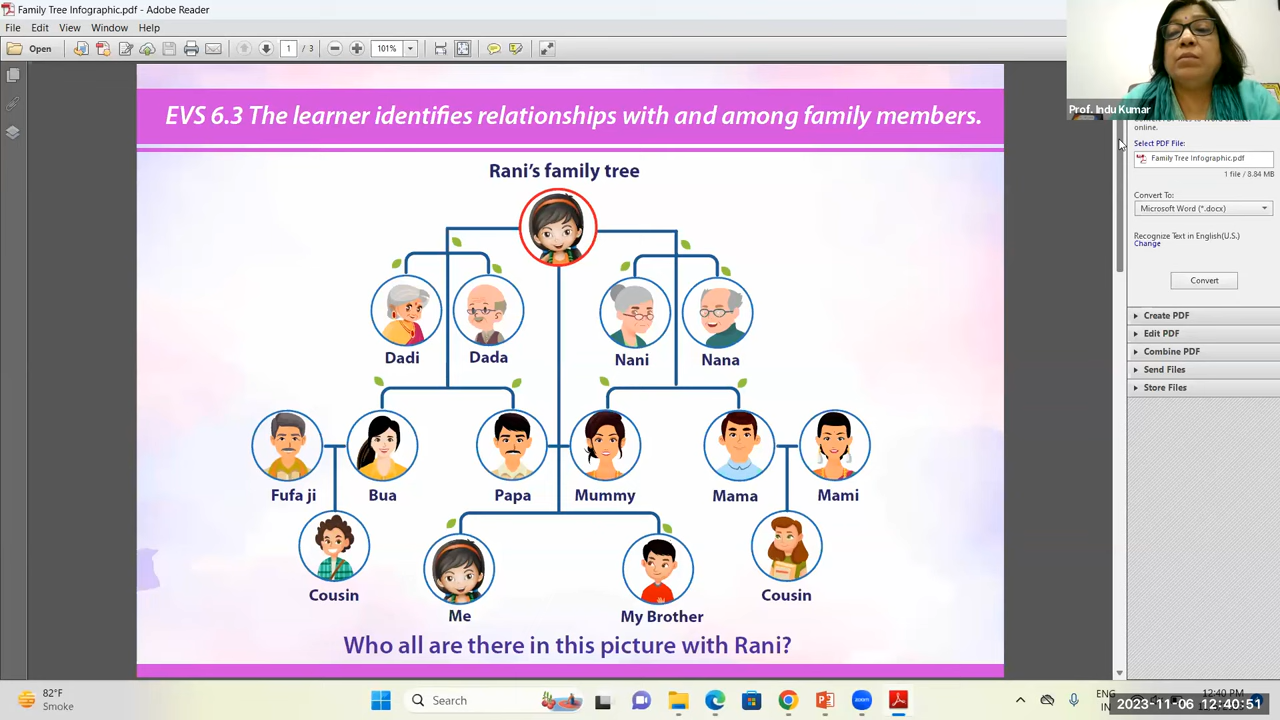 Family Tree Infographic.pdf - Adobe Reader
File Edit View Window Help
Open 1 / 3 101%
EVS 6.3 The learner identifies relationships with and among family members.
Rani's family tree
Dadi Dada Nani Nana
Fufa ji Bua Papa Mummy Mama Mami
Cousin Me My Brother Cousin
Who all are there in this picture with Rani?
Prof. Indu Kumar
online.
Select PDF File:
Family Tree Infographic.pdf
1 file / 8.84 MB
Convert To:
Microsoft Word (*.docx)
Recognize Text in English(U.S.)
Change
Convert
Create PDF
Edit PDF
Combine PDF
Send Files
Store Files
82°F
Smoke
Search
ENG
IN
12:40 PM
2023-11-06 12:40:51